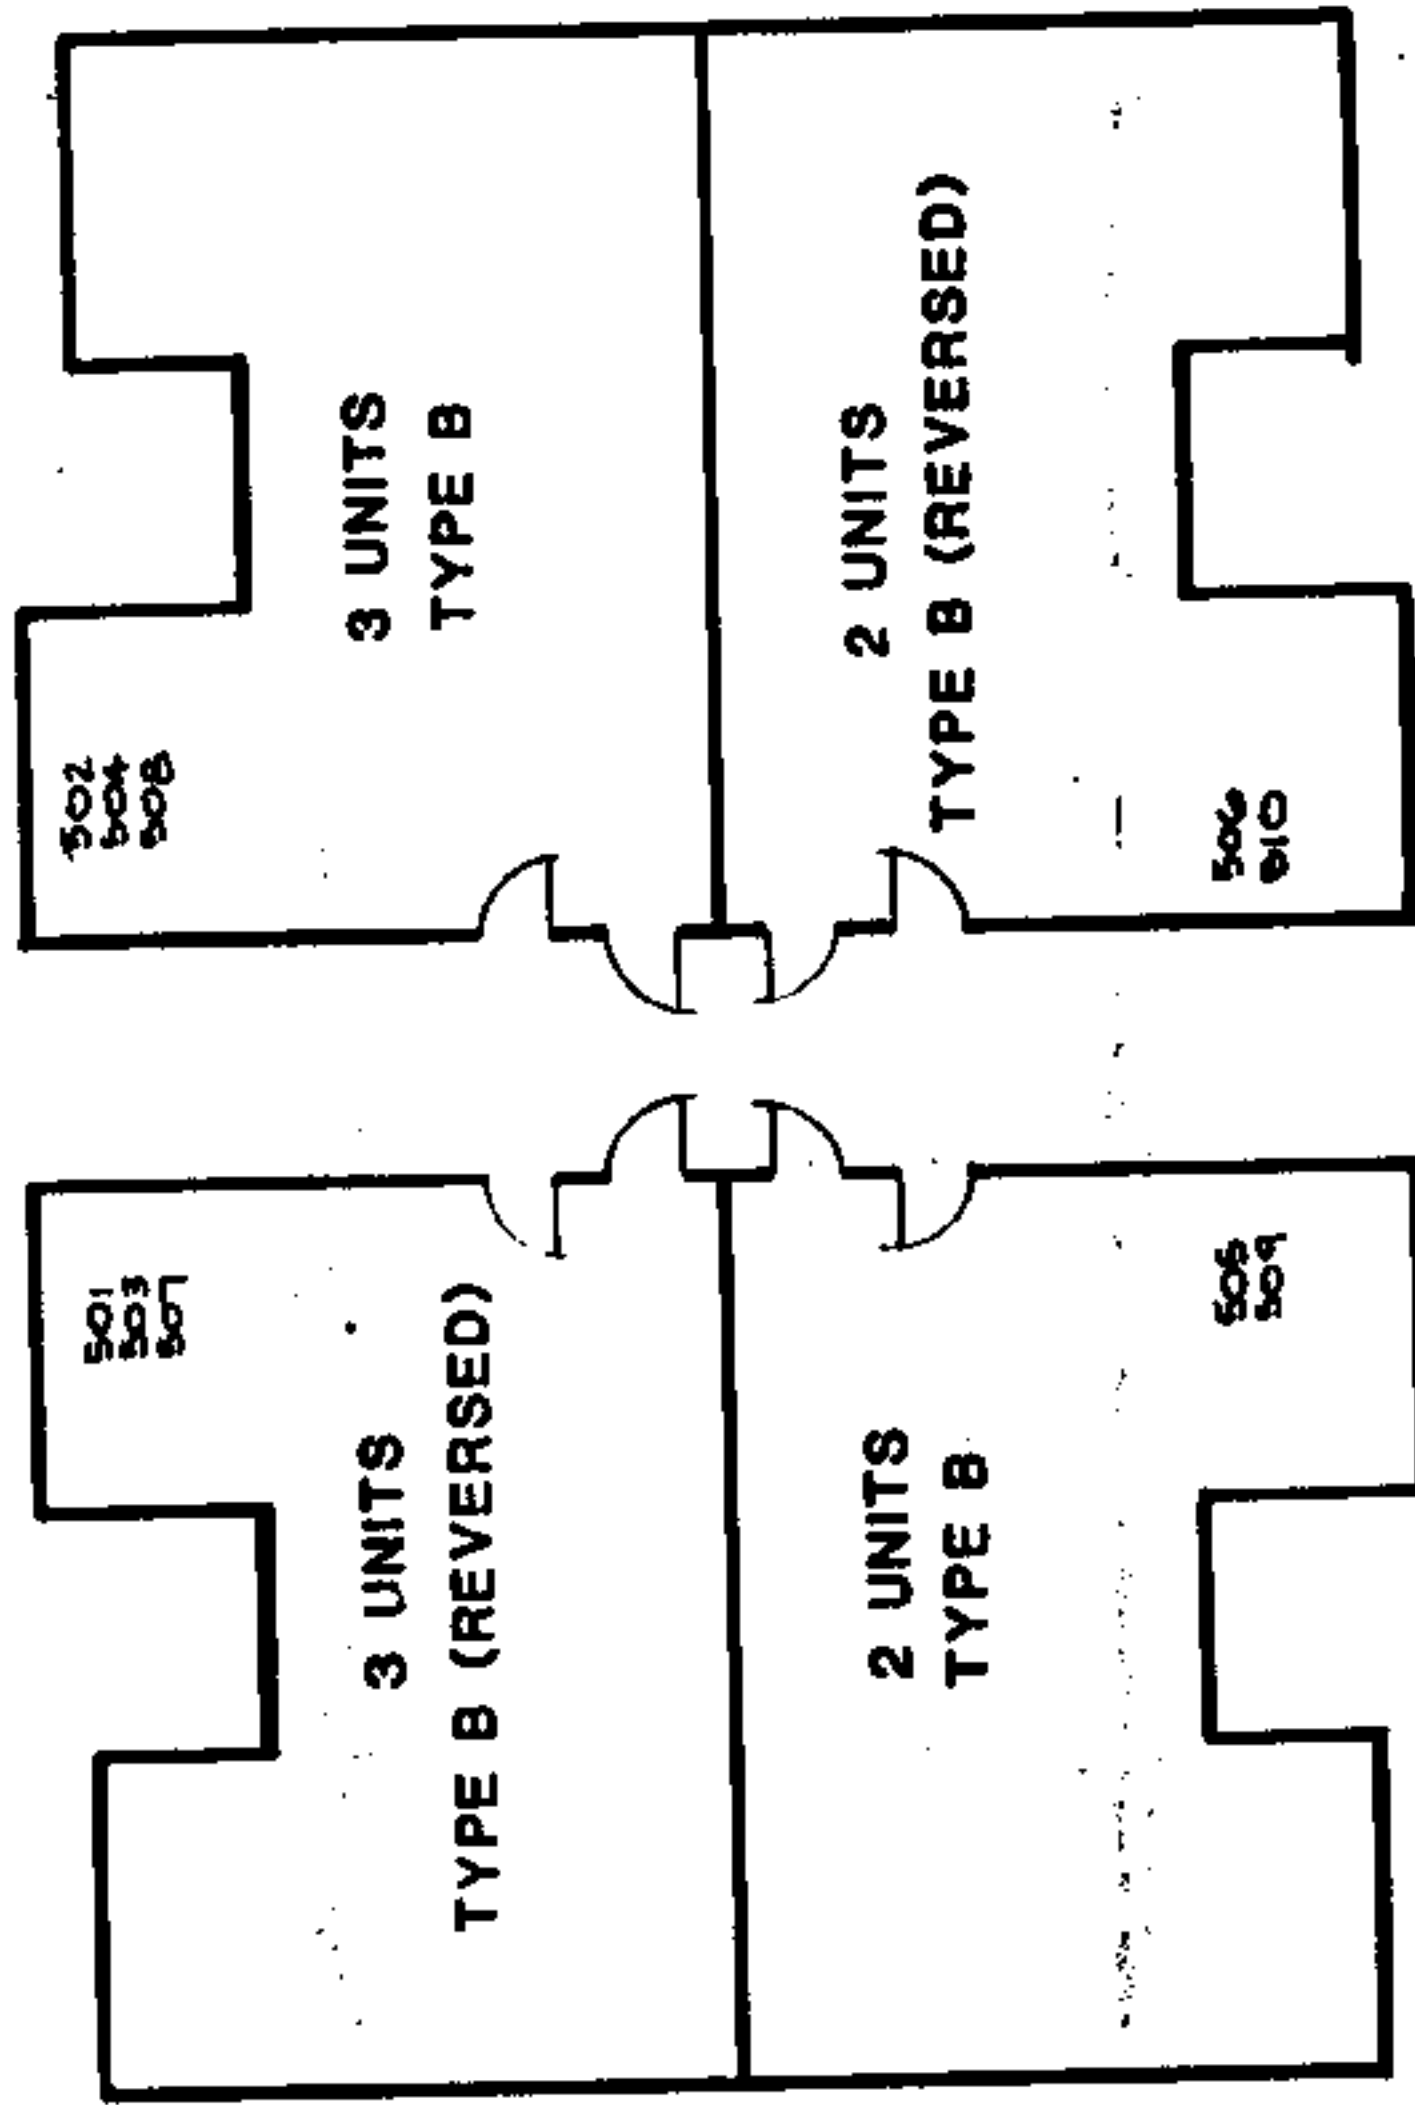 502
504
508
3 UNITS
TYPE B
2 UNITS
TYPE B (REVERSED)
506
510
501
503
507
3 UNITS
TYPE B (REVERSED)
2 UNITS
TYPE B
505
509